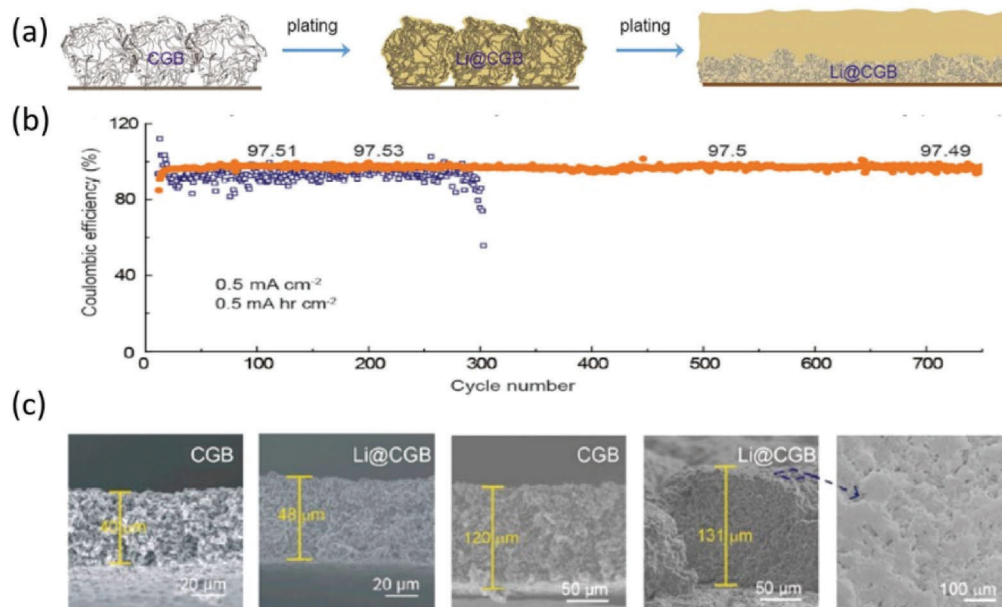 (a)
plating
plating
CGB
Li@CGB
Li@CGB
(b)
120
80
40
0
Coulombic efficiency (%)
97.51
97.53
97.5
97.49
0.5 mA cm-2
0.5 mA hr cm-2
0
100
200
300
400
500
600
700
Cycle number
(c)
CGB
40 μm
20 μm
Li@CGB
48 μm
20 μm
CGB
120 μm
50 μm
Li@CGB
131 μm
50 μm
100 μm